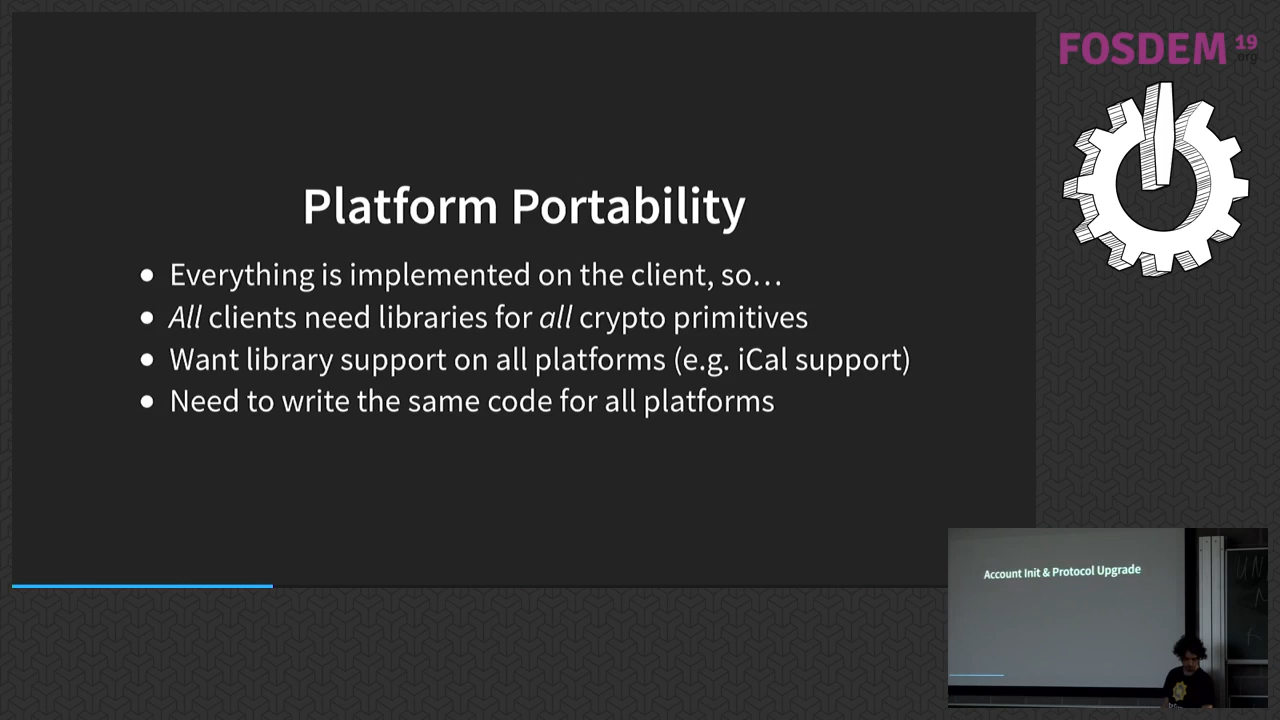 Platform Portability
Everything is implemented on the client, so…
All clients need libraries for all crypto primitives
Want library support on all platforms (e.g. iCal support)
Need to write the same code for all platforms
FOSDEM 19
.org
Account Init & Protocol Upgrade